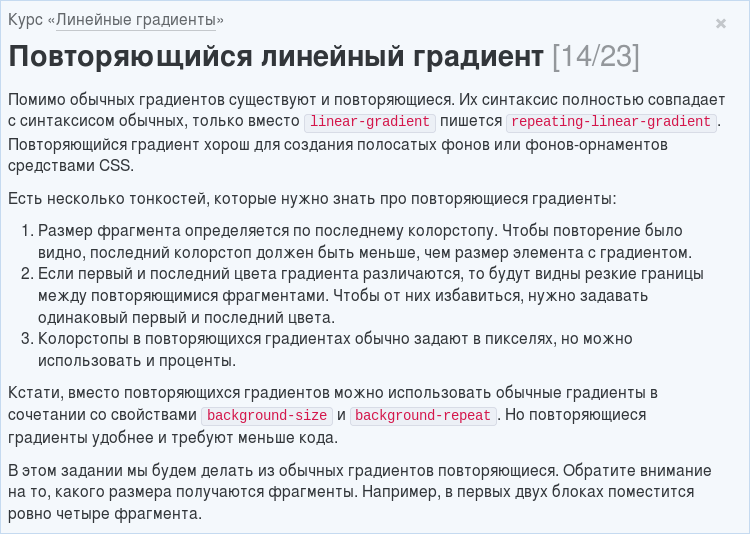 Курс «Линейные градиенты»
×
Повторяющийся линейный градиент [14/23]
Помимо обычных градиентов существуют и повторяющиеся. Их синтаксис полностью совпадает
с синтаксисом обычных, только вместо linear-gradient пишется repeating-linear-gradient.
Повторяющийся градиент хорош для создания полосатых фонов или фонов-орнаментов
средствами CSS.
Есть несколько тонкостей, которые нужно знать про повторяющиеся градиенты:
1. Размер фрагмента определяется по последнему колорстопу. Чтобы повторение было
видно, последний колорстоп должен быть меньше, чем размер элемента с градиентом.
2. Если первый и последний цвета градиента различаются, то будут видны резкие границы
между повторяющимися фрагментами. Чтобы от них избавиться, нужно задавать
одинаковый первый и последний цвета.
3. Колорстопы в повторяющихся градиентах обычно задают в пикселях, но можно
использовать и проценты.
Кстати, вместо повторяющихся градиентов можно использовать обычные градиенты в
сочетании со свойствами background-size и background-repeat. Но повторяющиеся
градиенты удобнее и требуют меньше кода.
В этом задании мы будем делать из обычных градиентов повторяющиеся. Обратите внимание
на то, какого размера получаются фрагменты. Например, в первых двух блоках поместится
ровно четыре фрагмента.